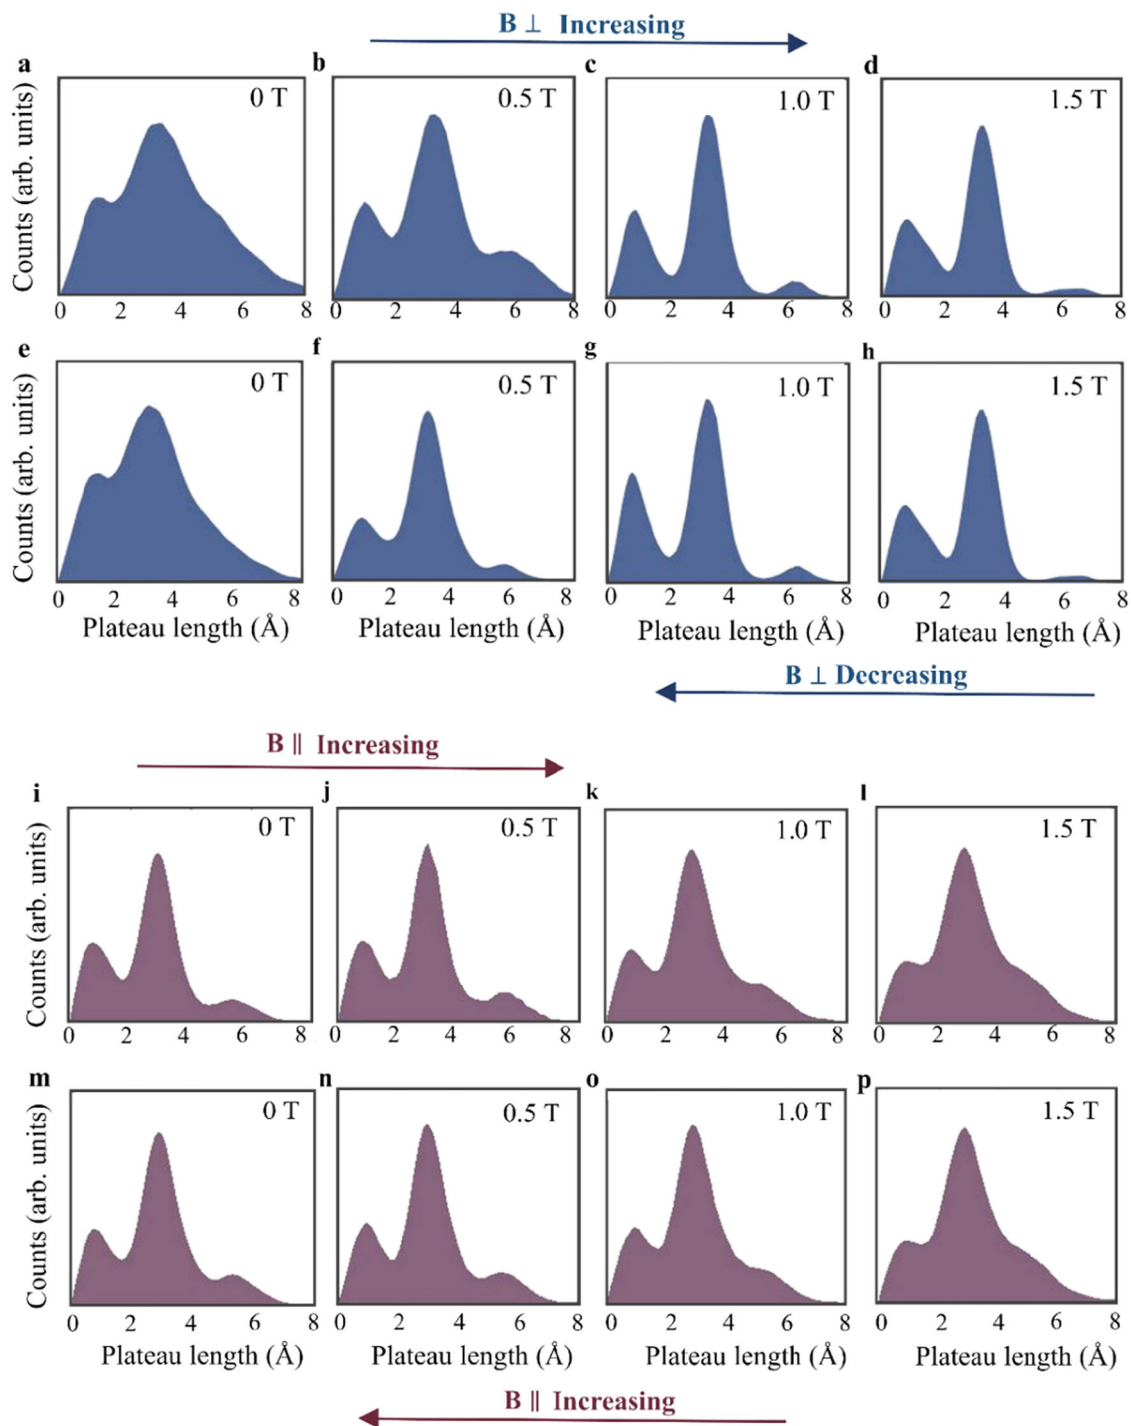 B ⊥ Increasing
a b c d
0 T 0.5 T 1.0 T 1.5 T
Counts (arb. units)
0 2 4 6 8 0 2 4 6 8 0 2 4 6 8 0 2 4 6 8
e f g h
0 T 0.5 T 1.0 T 1.5 T
Counts (arb. units)
0 2 4 6 8 0 2 4 6 8 0 2 4 6 8 0 2 4 6 8
Plateau length (Å) Plateau length (Å) Plateau length (Å) Plateau length (Å)
B ⊥ Decreasing
B ∥ Increasing
i j k l
0 T 0.5 T 1.0 T 1.5 T
Counts (arb. units)
0 2 4 6 8 0 2 4 6 8 0 2 4 6 8 0 2 4 6 8
m n o p
0 T 0.5 T 1.0 T 1.5 T
Counts (arb. units)
0 2 4 6 8 0 2 4 6 8 0 2 4 6 8 0 2 4 6 8
Plateau length (Å) Plateau length (Å) Plateau length (Å) Plateau length (Å)
B ∥ Increasing